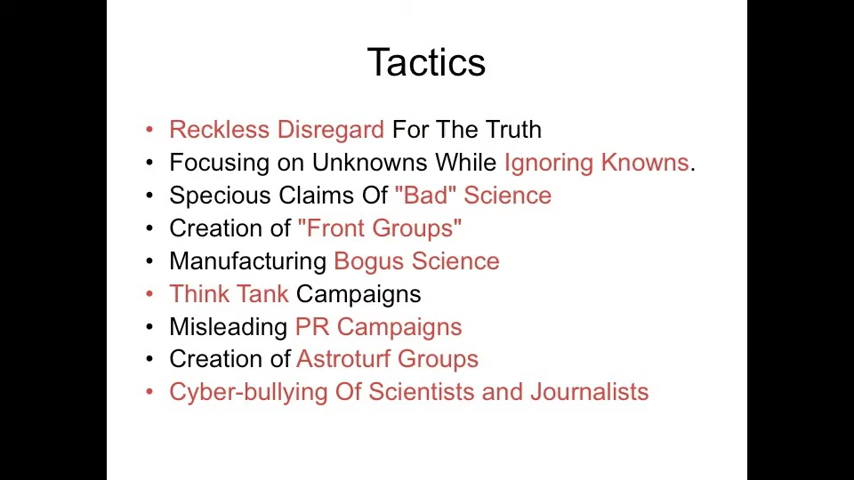 Tactics
• Reckless Disregard For The Truth
• Focusing on Unknowns While Ignoring Knowns.
• Specious Claims Of "Bad" Science
• Creation of "Front Groups"
• Manufacturing Bogus Science
• Think Tank Campaigns
• Misleading PR Campaigns
• Creation of Astroturf Groups
• Cyber-bullying Of Scientists and Journalists